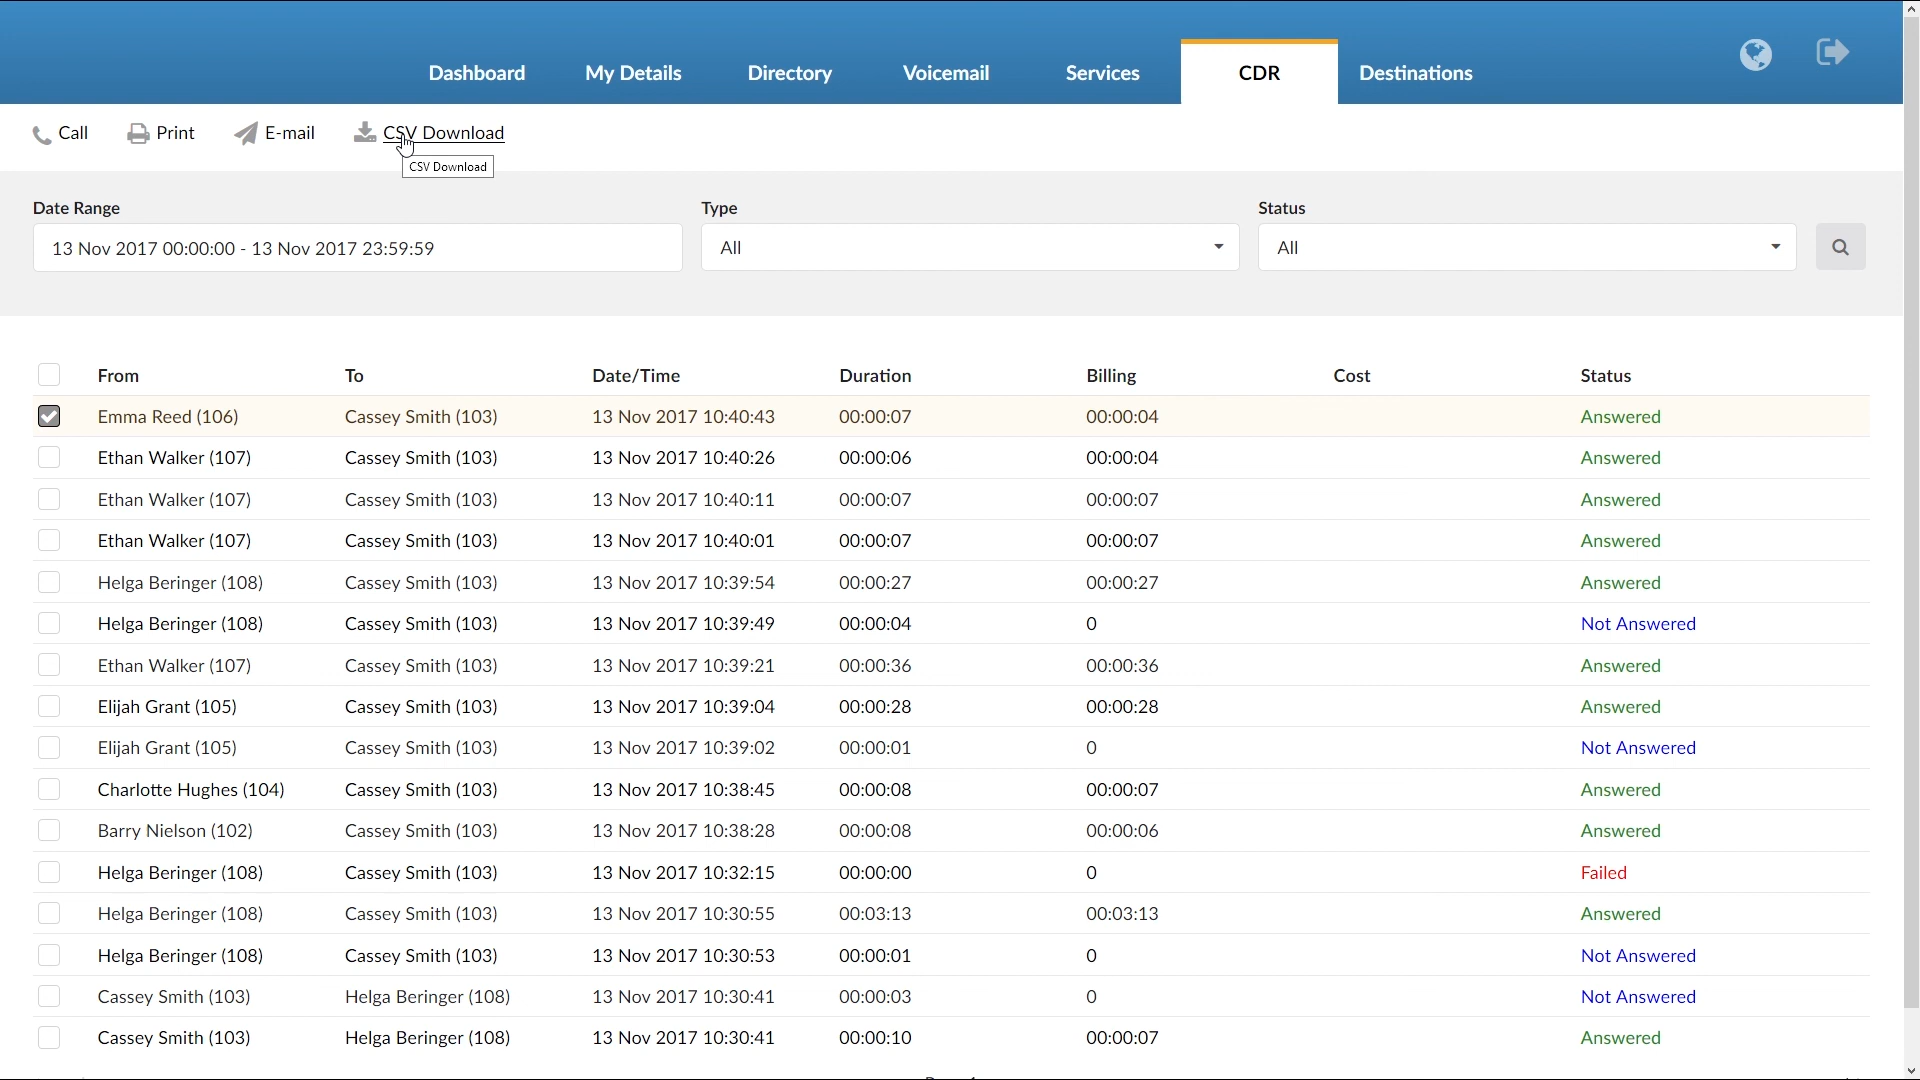 Dashboard My Details Directory Voicemail Services CDR Destinations
Call Print E-mail CSV Download
CSV Download
Date Range Type Status
13 Nov 2017 00:00:00 - 13 Nov 2017 23:59:59 All All
From To Date/Time Duration Billing Cost Status
Emma Reed (106) Cassey Smith (103) 13 Nov 2017 10:40:43 00:00:07 00:00:04 Answered
Ethan Walker (107) Cassey Smith (103) 13 Nov 2017 10:40:26 00:00:06 00:00:04 Answered
Ethan Walker (107) Cassey Smith (103) 13 Nov 2017 10:40:11 00:00:07 00:00:07 Answered
Ethan Walker (107) Cassey Smith (103) 13 Nov 2017 10:40:01 00:00:07 00:00:07 Answered
Helga Beringer (108) Cassey Smith (103) 13 Nov 2017 10:39:54 00:00:27 00:00:27 Answered
Helga Beringer (108) Cassey Smith (103) 13 Nov 2017 10:39:49 00:00:04 0 Not Answered
Ethan Walker (107) Cassey Smith (103) 13 Nov 2017 10:39:21 00:00:36 00:00:36 Answered
Elijah Grant (105) Cassey Smith (103) 13 Nov 2017 10:39:04 00:00:28 00:00:28 Answered
Elijah Grant (105) Cassey Smith (103) 13 Nov 2017 10:39:02 00:00:01 0 Not Answered
Charlotte Hughes (104) Cassey Smith (103) 13 Nov 2017 10:38:45 00:00:08 00:00:07 Answered
Barry Nielson (102) Cassey Smith (103) 13 Nov 2017 10:38:28 00:00:08 00:00:06 Answered
Helga Beringer (108) Cassey Smith (103) 13 Nov 2017 10:32:15 00:00:00 0 Failed
Helga Beringer (108) Cassey Smith (103) 13 Nov 2017 10:30:55 00:03:13 00:03:13 Answered
Helga Beringer (108) Cassey Smith (103) 13 Nov 2017 10:30:53 00:00:01 0 Not Answered
Cassey Smith (103) Helga Beringer (108) 13 Nov 2017 10:30:41 00:00:03 0 Not Answered
Cassey Smith (103) Helga Beringer (108) 13 Nov 2017 10:30:41 00:00:10 00:00:07 Answered